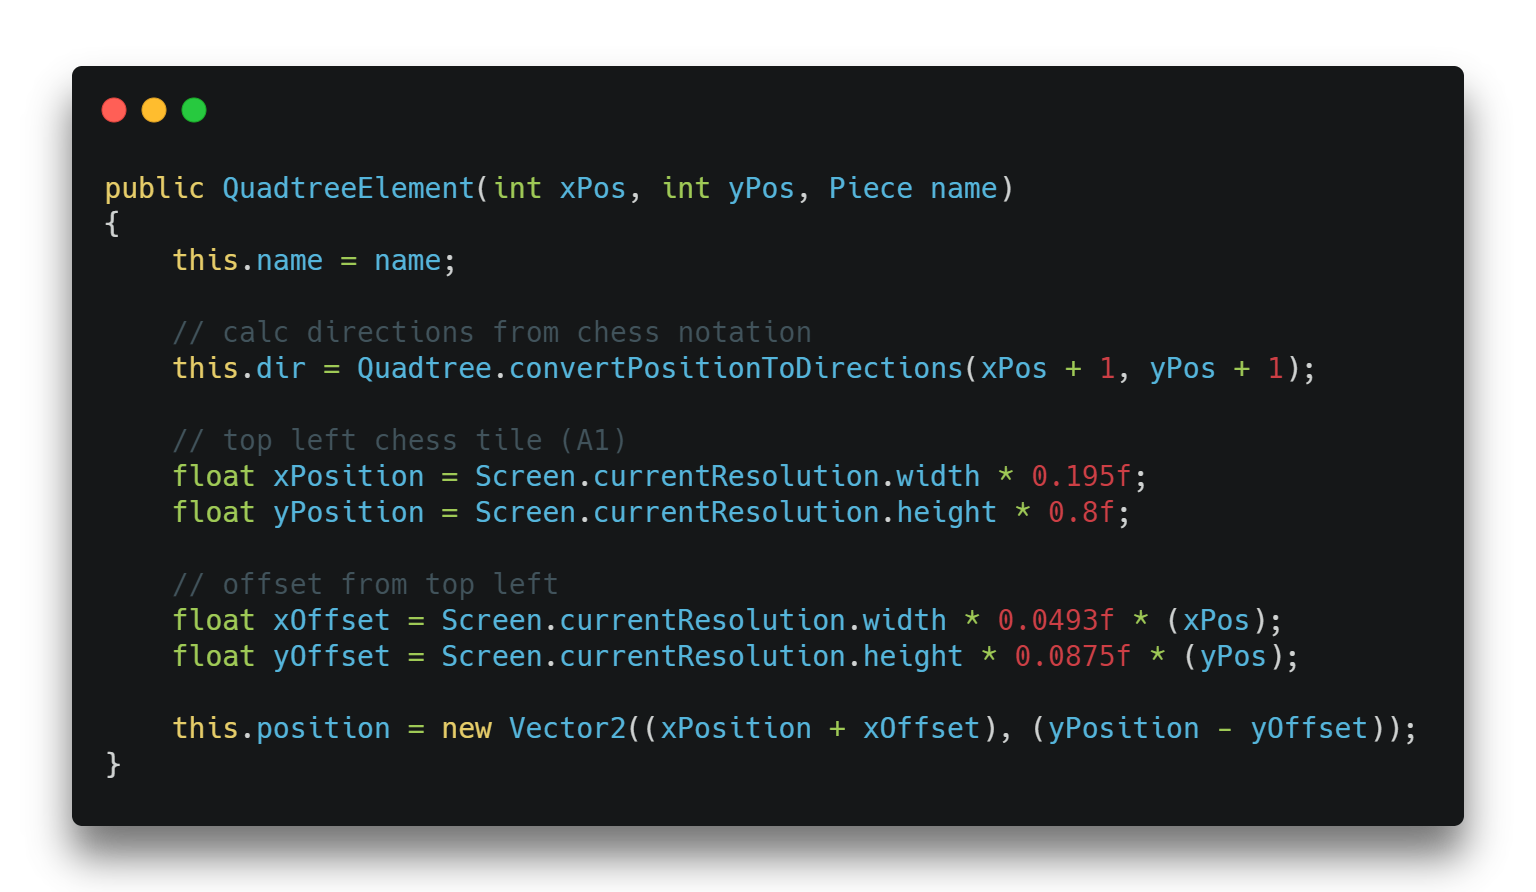 public QuadtreeElement(int xPos, int yPos, Piece name)
{
    this.name = name;

    // calc directions from chess notation
    this.dir = Quadtree.convertPositionToDirections(xPos + 1, yPos + 1);

    // top left chess tile (A1)
    float xPosition = Screen.currentResolution.width * 0.195f;
    float yPosition = Screen.currentResolution.height * 0.8f;

    // offset from top left
    float xOffset = Screen.currentResolution.width * 0.0493f * (xPos);
    float yOffset = Screen.currentResolution.height * 0.0875f * (yPos);

    this.position = new Vector2((xPosition + xOffset), (yPosition - yOffset));
}